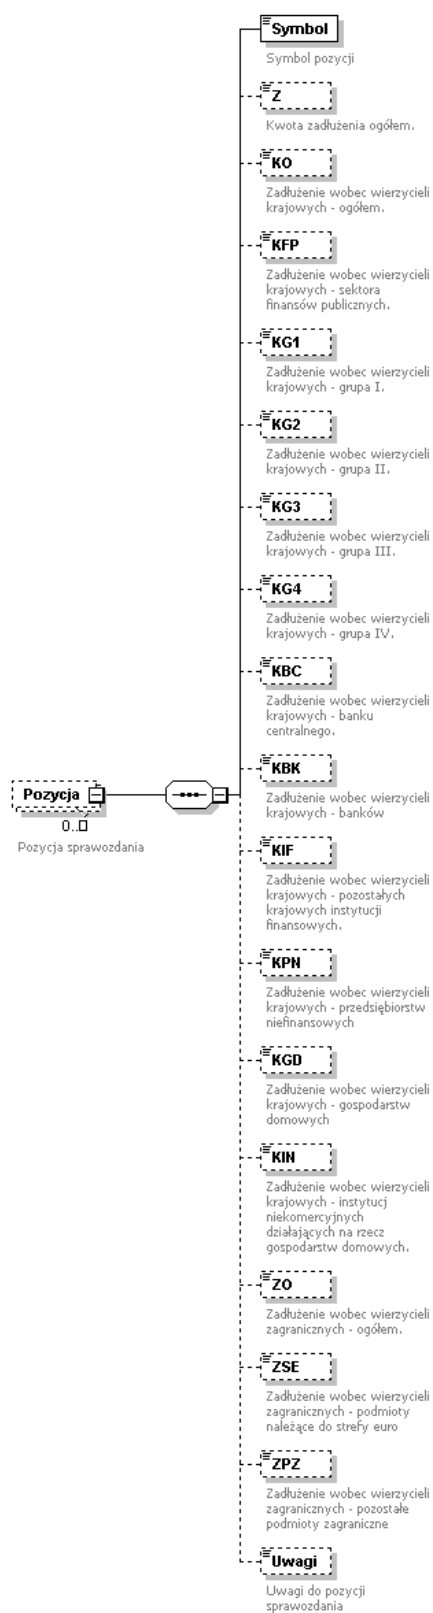 Symbol
Symbol pozycji
Z
Kwota zadłużenia ogółem.
KO
Zadłużenie wobec wierzycieli
krajowych - ogółem.
KFP
Zadłużenie wobec wierzycieli
krajowych - sektora
finansów publicznych.
KG1
Zadłużenie wobec wierzycieli
krajowych - grupa I.
KG2
Zadłużenie wobec wierzycieli
krajowych - grupa II.
KG3
Zadłużenie wobec wierzycieli
krajowych - grupa III.
KG4
Zadłużenie wobec wierzycieli
krajowych - grupa IV.
KBC
Zadłużenie wobec wierzycieli
krajowych - banku
centralnego.
KBK
Zadłużenie wobec wierzycieli
krajowych - banków
Pozycja
0..
Pozycja sprawozdania
KIF
Zadłużenie wobec wierzycieli
krajowych - pozostałych
krajowych instytucji
finansowych.
KPN
Zadłużenie wobec wierzycieli
krajowych - przedsiębiorstw
niefinansowych
KGD
Zadłużenie wobec wierzycieli
krajowych - gospodarstw
domowych
KIN
Zadłużenie wobec wierzycieli
krajowych - instytucj
niekomercyjnych
działających na rzecz
gospodarstw domowych.
ZO
Zadłużenie wobec wierzycieli
zagranicznych - ogółem.
ZSE
Zadłużenie wobec wierzycieli
zagranicznych - podmioty
należące do strefy euro
ZPZ
Zadłużenie wobec wierzycieli
zagranicznych - pozostałe
podmioty zagraniczne
Uwagi
Uwagi do pozycji
sprawozdania